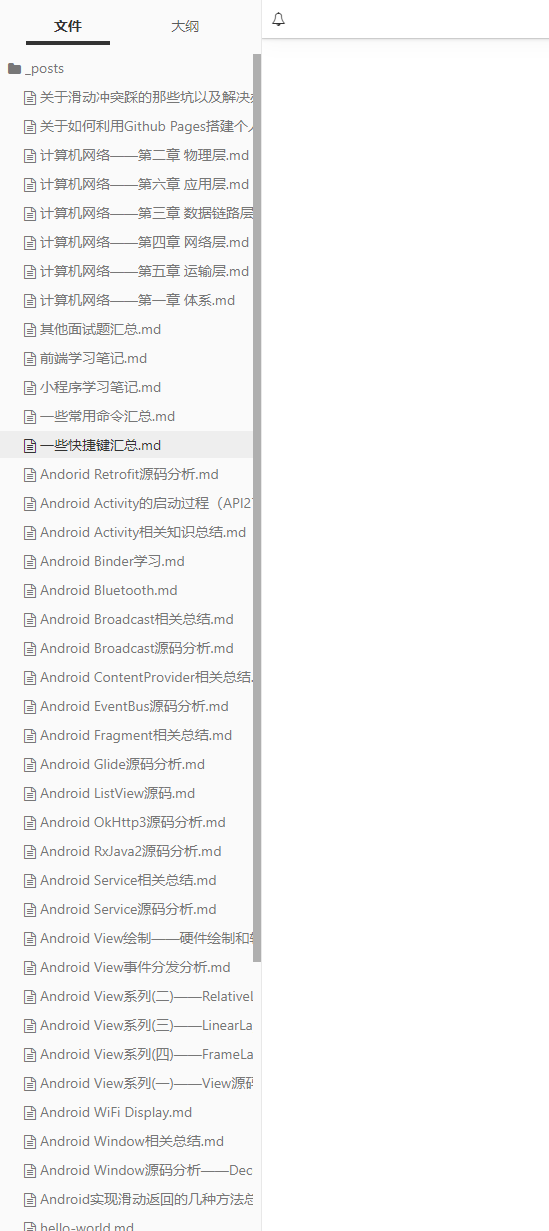 文件 大纲
_posts
关于滑动冲突踩的那些坑以及解决
关于如何利用Github Pages搭建个人
计算机网络——第二章 物理层.md
计算机网络——第六章 应用层.md
计算机网络——第三章 数据链路层
计算机网络——第四章 网络层.md
计算机网络——第五章 运输层.md
计算机网络——第一章 体系.md
其他面试题汇总.md
前端学习笔记.md
小程序学习笔记.md
一些常用命令汇总.md
一些快捷键汇总.md
Andorid Retrofit源码分析.md
Android Activity的启动过程（API2
Android Activity相关知识总结.md
Android Binder学习.md
Android Bluetooth.md
Android Broadcast相关总结.md
Android Broadcast源码分析.md
Android ContentProvider相关总结.
Android EventBus源码分析.md
Android Fragment相关总结.md
Android Glide源码分析.md
Android ListView源码.md
Android OkHttp3源码分析.md
Android RxJava2源码分析.md
Android Service相关总结.md
Android Service源码分析.md
Android View绘制——硬件绘制和
Android View事件分发分析.md
Android View系列(二)——RelativeL
Android View系列(三)——LinearLa
Android View系列(四)——FrameLa
Android View系列(一)——View源码
Android WiFi Display.md
Android Window相关总结.md
Android Window源码分析——Dec
Android实现滑动返回的几种方法总
hello-world.md